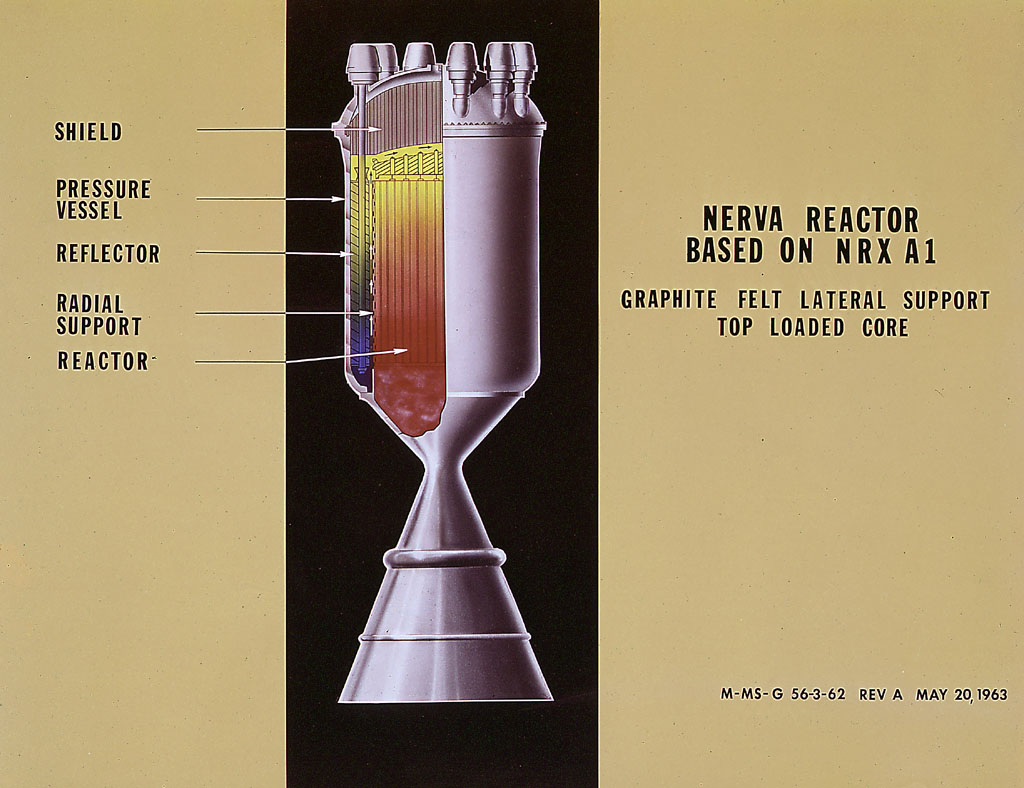 SHIELD
PRESSURE
VESSEL
REFLECTOR
RADIAL
SUPPORT
REACTOR
NERVA REACTOR
BASED ON NRX A1
GRAPHITE FELT LATERAL SUPPORT
TOP LOADED CORE
M-MS-G 56-3-62 REV A MAY 20, 1963